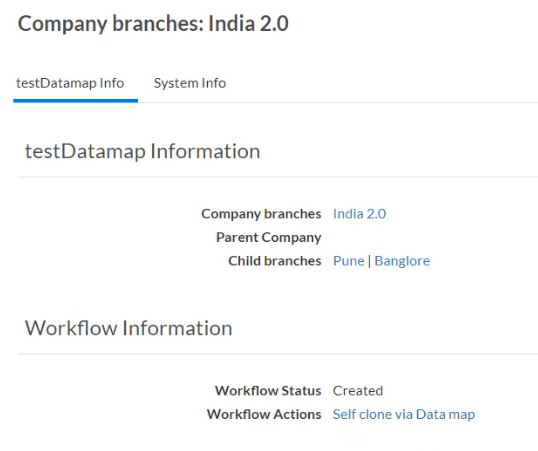 Company branches: India 2.0
testDatamap Info System Info
testDatamap Information
Company branches India 2.0
Parent Company
Child branches Pune | Banglore
Workflow Information
Workflow Status Created
Workflow Actions Self clone via Data map